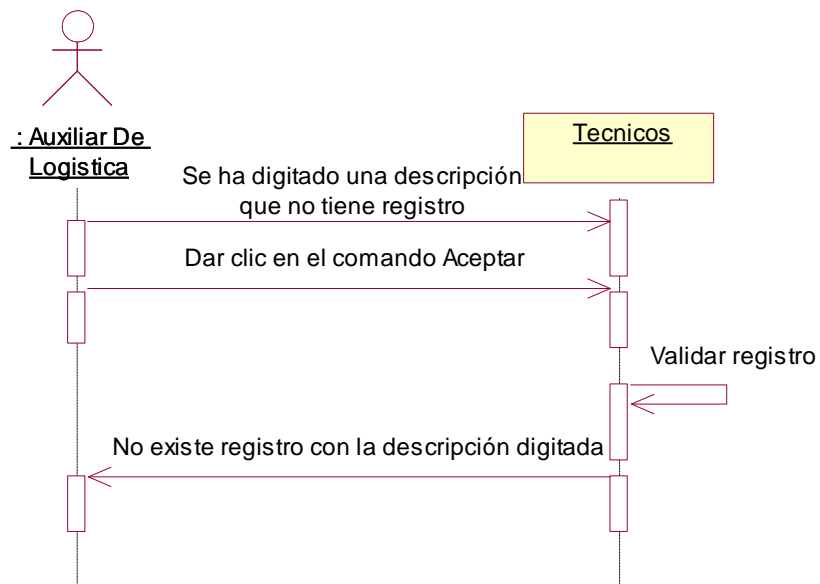 : Auxiliar De
Logistica
Tecnicos
Se ha digitado una descripción
que no tiene registro
Dar clic en el comando Aceptar
Validar registro
No existe registro con la descripción digitada